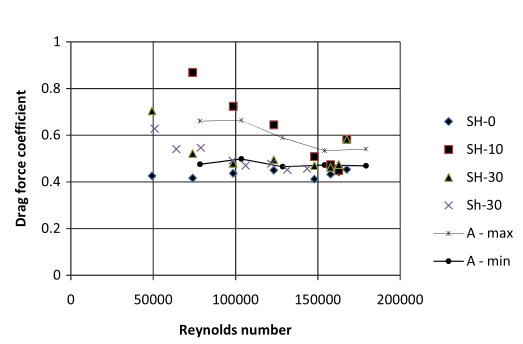 1
0.8
0.6
0.4
0.2
0
Drag force coefficient
0
50000
100000
150000
200000
Reynolds number
SH-0
SH-10
SH-30
Sh-30
A - max
A - min